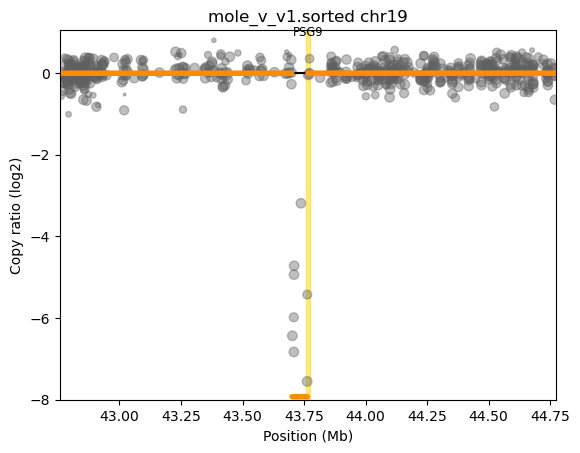 mole_v_v1.sorted chr19
PSG9
0
−2
−4
−6
−8
Copy ratio (log2)
43.00 43.25 43.50 43.75 44.00 44.25 44.50 44.75
Position (Mb)